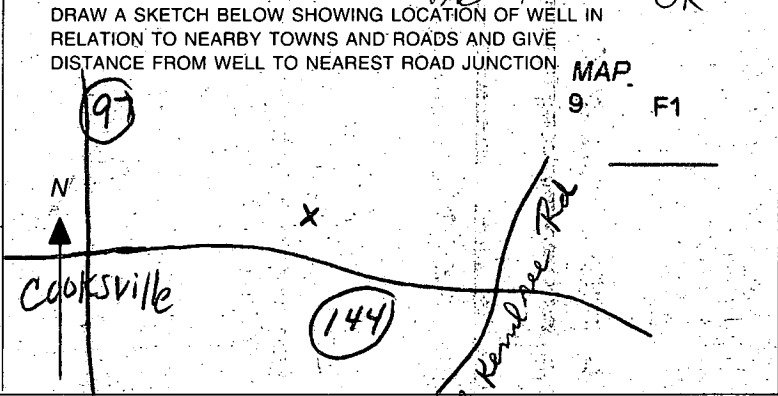 OK
DRAW A SKETCH BELOW SHOWING LOCATION OF WELL IN
RELATION TO NEARBY TOWNS AND ROADS AND GIVE
DISTANCE FROM WELL TO NEAREST ROAD JUNCTION
MAP
9 F1
97
N
x
Cooksville
144
Rd